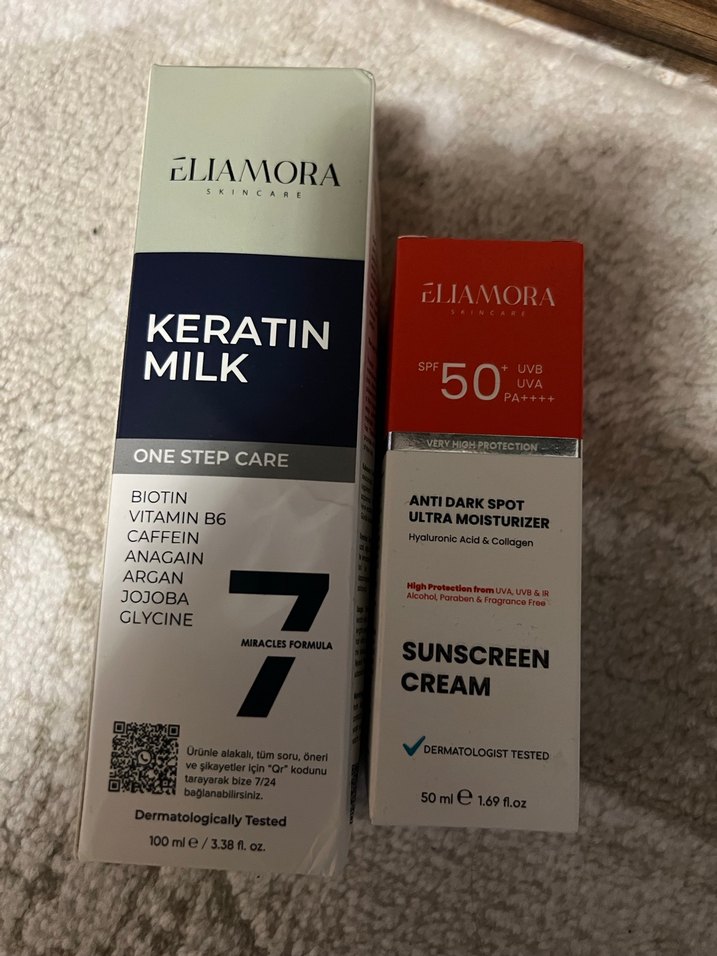 ÉLIAMORA
SKINCARE
KERATIN
MILK
ONE STEP CARE
BIOTIN
VITAMIN B6
CAFFEIN
ANAGAIN
ARGAN
JOJOBA
GLYCINE
7
MIRACLES FORMULA
Ürünle alakalı, tüm soru, öneri
ve şikayetler için "Qr" kodunu
tarayarak bize 7/24
bağlanabilirsiniz.
Dermatologically Tested
100 ml ℮ / 3.38 fl. oz.
ÉLIAMORA
SKINCARE
SPF 50+ UVB
UVA
PA++++
VERY HIGH PROTECTION
ANTI DARK SPOT
ULTRA MOISTURIZER
Hyaluronic Acid & Collagen
High Protection from UVA, UVB & IR
Alcohol, Paraben & Fragrance Free
SUNSCREEN
CREAM
DERMATOLOGIST TESTED
50 ml ℮ 1.69 fl.oz